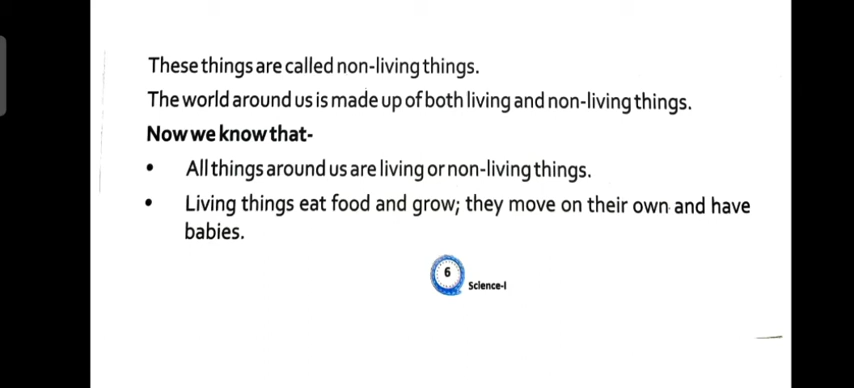 These things are called non-living things.
The world around us is made up of both living and non-living things.
Now we know that-
• All things around us are living or non-living things.
• Living things eat food and grow; they move on their own and have
babies.
6
Science-I